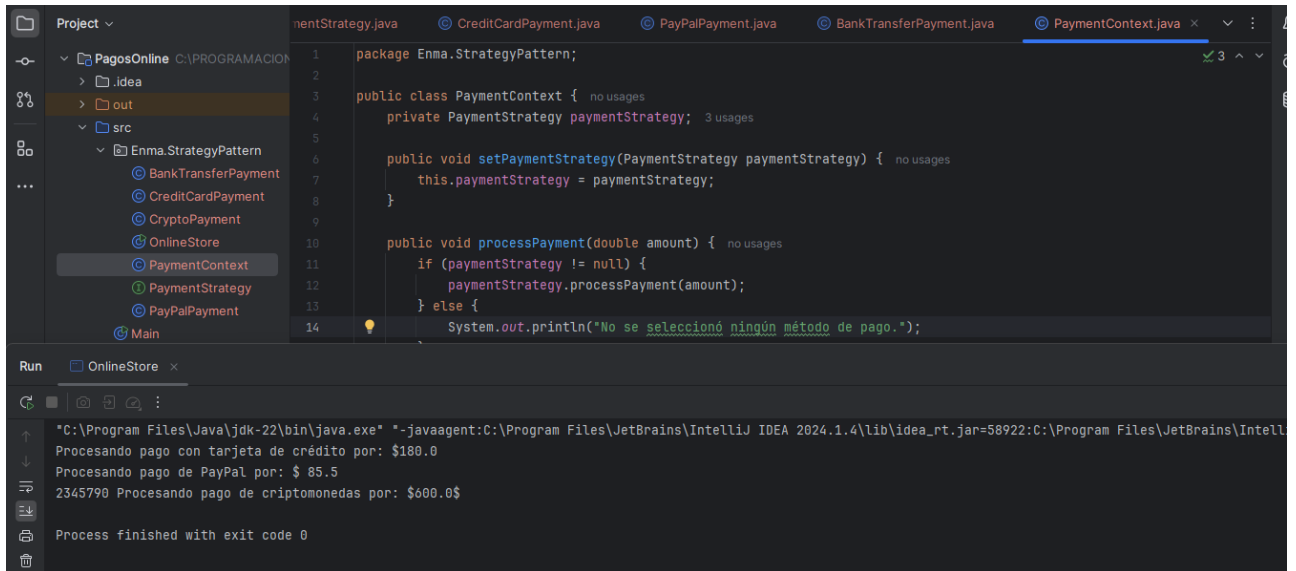 Project
nentStrategy.java
CreditCardPayment.java
PayPalPayment.java
BankTransferPayment.java
PaymentContext.java
PagosOnline C:\PROGRAMACION
.idea
out
src
Enma.StrategyPattern
BankTransferPayment
CreditCardPayment
CryptoPayment
OnlineStore
PaymentContext
PaymentStrategy
PayPalPayment
Main
3
1 package Enma.StrategyPattern;
2
3 public class PaymentContext { no usages
4 private PaymentStrategy paymentStrategy; 3 usages
5
6 public void setPaymentStrategy(PaymentStrategy paymentStrategy) { no usages
7 this.paymentStrategy = paymentStrategy;
8 }
9
10 public void processPayment(double amount) { no usages
11 if (paymentStrategy != null) {
12 paymentStrategy.processPayment(amount);
13 } else {
14 System.out.println("No se seleccionó ningún método de pago.");
Run OnlineStore
"C:\Program Files\Java\jdk-22\bin\java.exe" "-javaagent:C:\Program Files\JetBrains\IntelliJ IDEA 2024.1.4\lib\idea_rt.jar=58922:C:\Program Files\JetBrains\Intell
Procesando pago con tarjeta de crédito por: $180.0
Procesando pago de PayPal por: $ 85.5
2345790 Procesando pago de criptomonedas por: $600.0$
Process finished with exit code 0